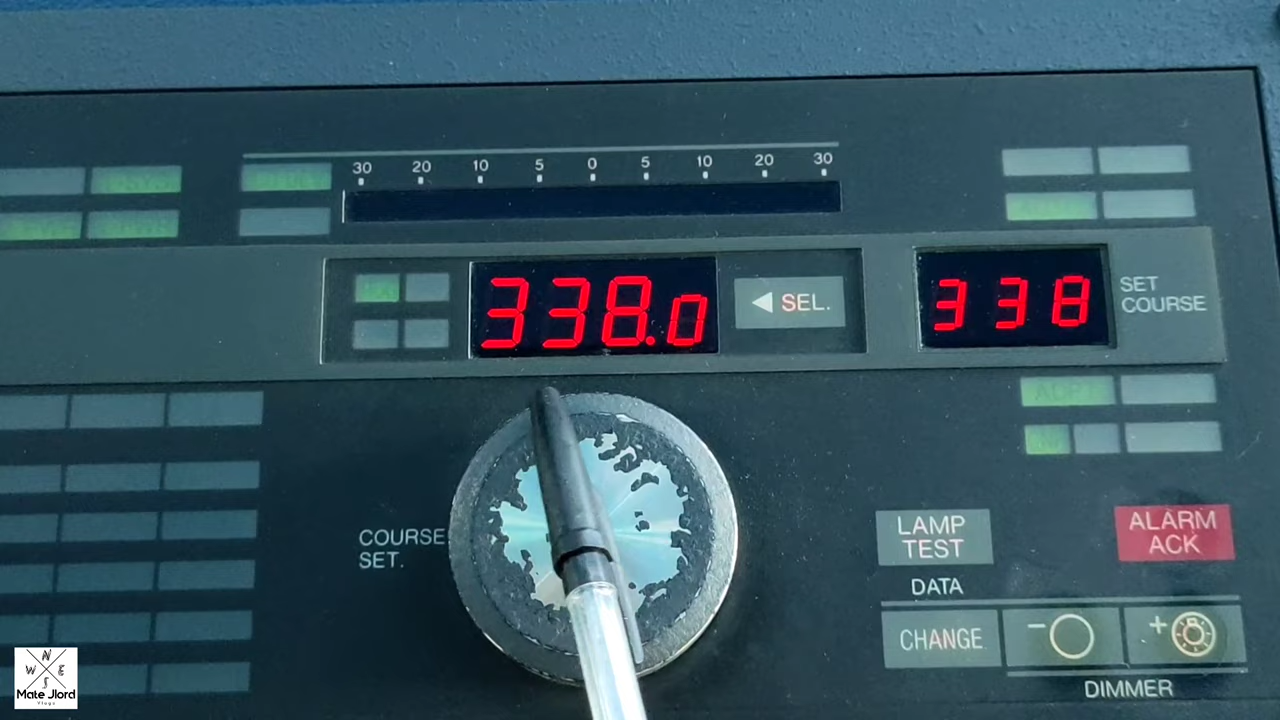 30 20 10 5 0 5 10 20 30
338.0
SEL.
338
SET
COURSE
COURSE
SET.
LAMP
TEST
ALARM
ACK
DATA
CHANGE
-
+
DIMMER
N
W E
S
Mate Jlord
Vlogs